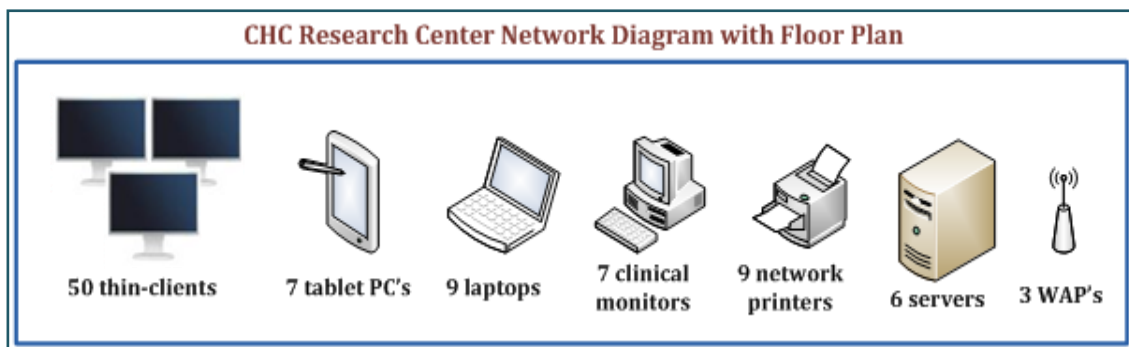 CHC Research Center Network Diagram with Floor Plan
50 thin-clients
7 tablet PC's
9 laptops
7 clinical
monitors
9 network
printers
6 servers
3 WAP's